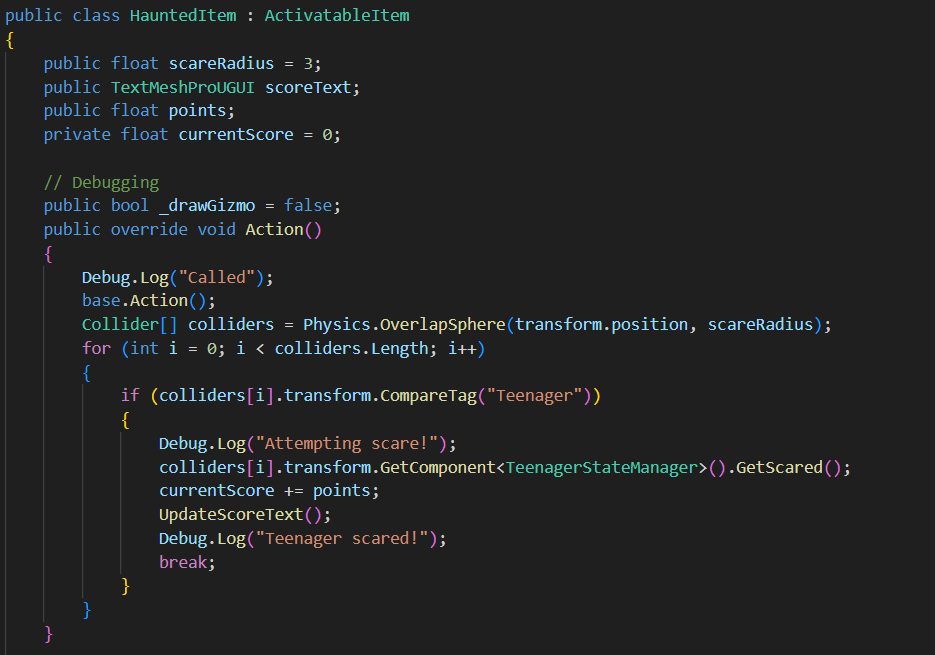 public class HauntedItem : ActivatableItem
{
    public float scareRadius = 3;
    public TextMeshProUGUI scoreText;
    public float points;
    private float currentScore = 0;

    // Debugging
    public bool _drawGizmo = false;
    public override void Action()
    {
        Debug.Log("Called");
        base.Action();
        Collider[] colliders = Physics.OverlapSphere(transform.position, scareRadius);
        for (int i = 0; i < colliders.Length; i++)
        {
            if (colliders[i].transform.CompareTag("Teenager"))
            {
                Debug.Log("Attempting scare!");
                colliders[i].transform.GetComponent<TeenagerStateManager>().GetScared();
                currentScore += points;
                UpdateScoreText();
                Debug.Log("Teenager scared!");
                break;
            }
        }
    }